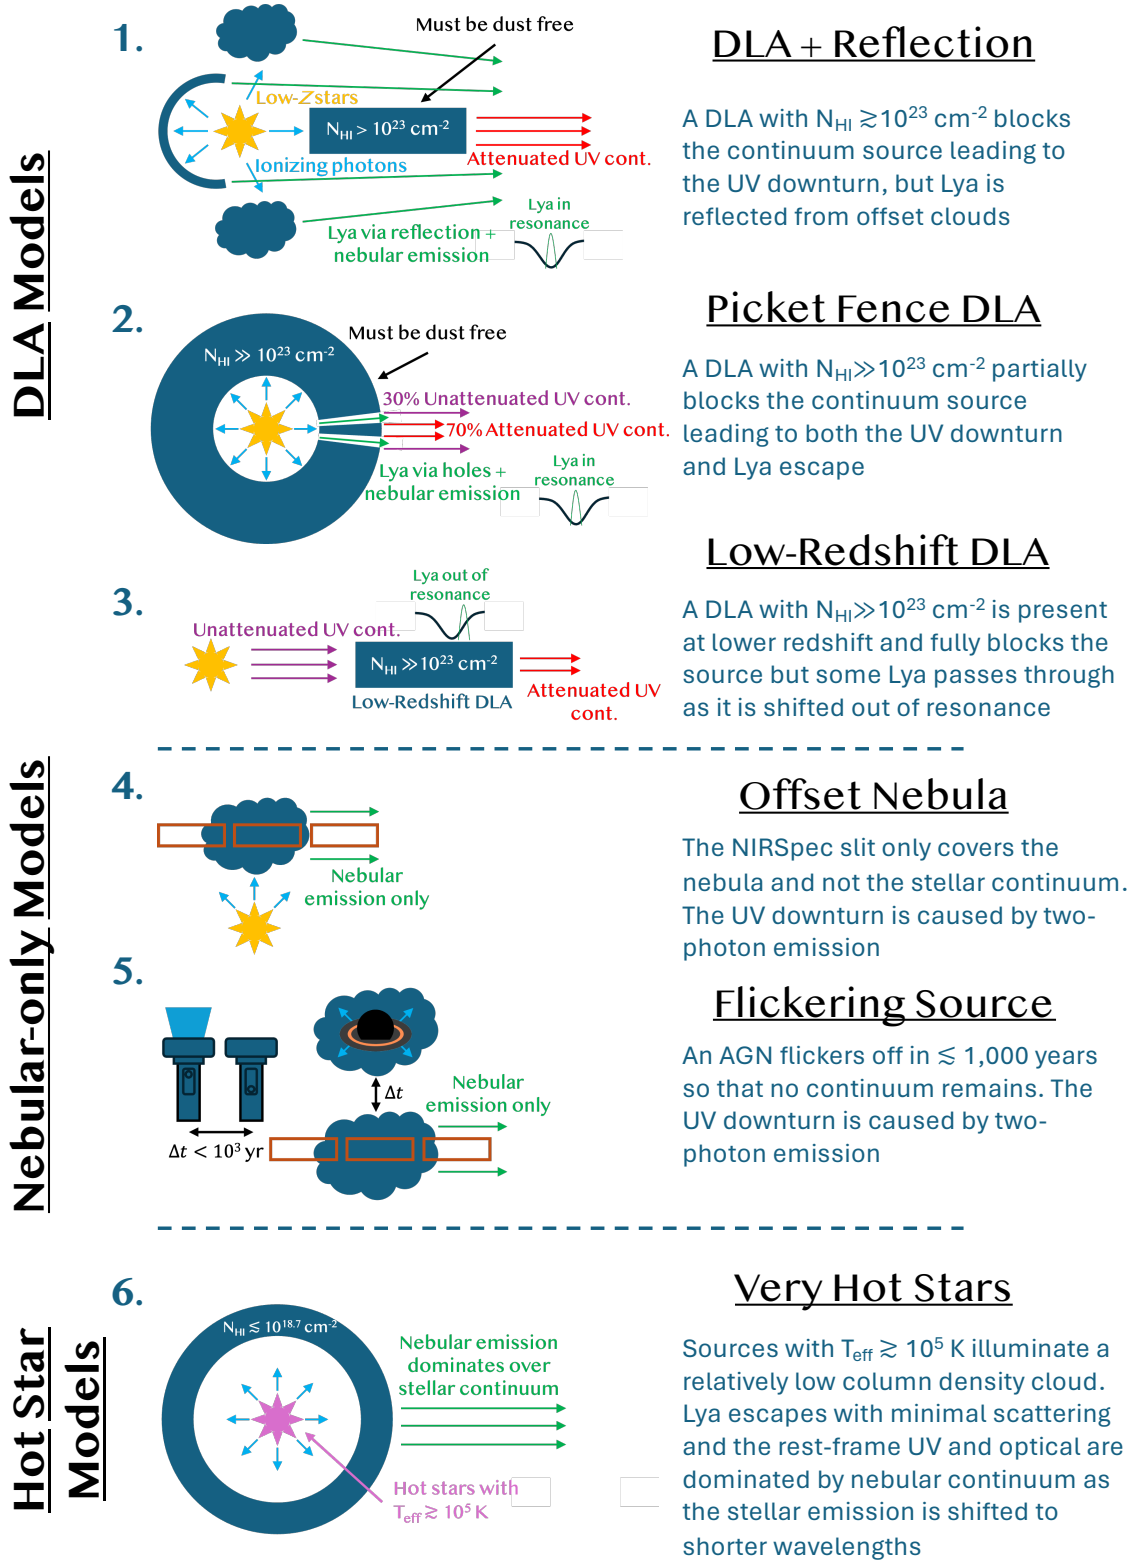 DLA Models
1.
Must be dust free
Low-Z stars
N_HI > 10^23 cm^-2
Ionizing photons
Attenuated UV cont.
Lya via reflection +
nebular emission
Lya in
resonance
DLA + Reflection
A DLA with N_HI ≳10^23 cm^-2 blocks
the continuum source leading to
the UV downturn, but Lya is
reflected from offset clouds
2.
Must be dust free
N_HI ≫ 10^23 cm^-2
30% Unattenuated UV cont.
70% Attenuated UV cont.
Lya via holes +
nebular emission
Lya in
resonance
Picket Fence DLA
A DLA with N_HI≫10^23 cm^-2 partially
blocks the continuum source
leading to both the UV downturn
and Lya escape
3.
Lya out of
resonance
Unattenuated UV cont.
N_HI ≫10^23 cm^-2
Low-Redshift DLA
Attenuated UV
cont.
Low-Redshift DLA
A DLA with N_HI≫10^23 cm^-2 is present
at lower redshift and fully blocks the
source but some Lya passes through
as it is shifted out of resonance
Nebular-only Models
4.
Nebular
emission only
Offset Nebula
The NIRSpec slit only covers the
nebula and not the stellar continuum.
The UV downturn is caused by two-
photon emission
5.
Δt
Nebular
emission only
Δt < 10^3 yr
Flickering Source
An AGN flickers off in ≲ 1,000 years
so that no continuum remains. The
UV downturn is caused by two-
photon emission
Hot Star
Models
6.
N_HI ≲ 10^18.7 cm^-2
Nebular emission
dominates over
stellar continuum
Hot stars with
T_eff ≳ 10^5 K
Very Hot Stars
Sources with T_eff ≳ 10^5 K illuminate a
relatively low column density cloud.
Lya escapes with minimal scattering
and the rest-frame UV and optical are
dominated by nebular continuum as
the stellar emission is shifted to
shorter wavelengths